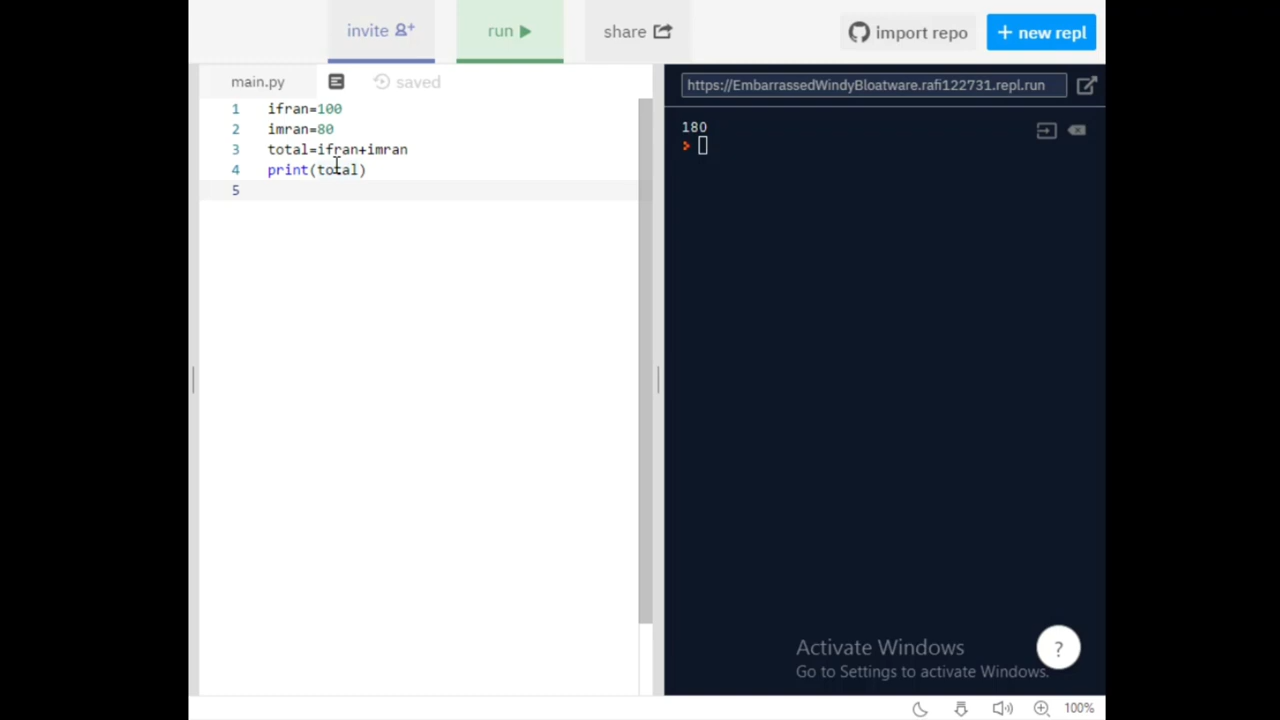 invite
run
share
import repo
+ new repl
main.py
saved
https://EmbarrassedWindyBloatware.rafi122731.repl.run
1 ifran=100
2 imran=80
3 total=ifran+imran
4 print(total)
5
180
Activate Windows
Go to Settings to activate Windows.
?
100%